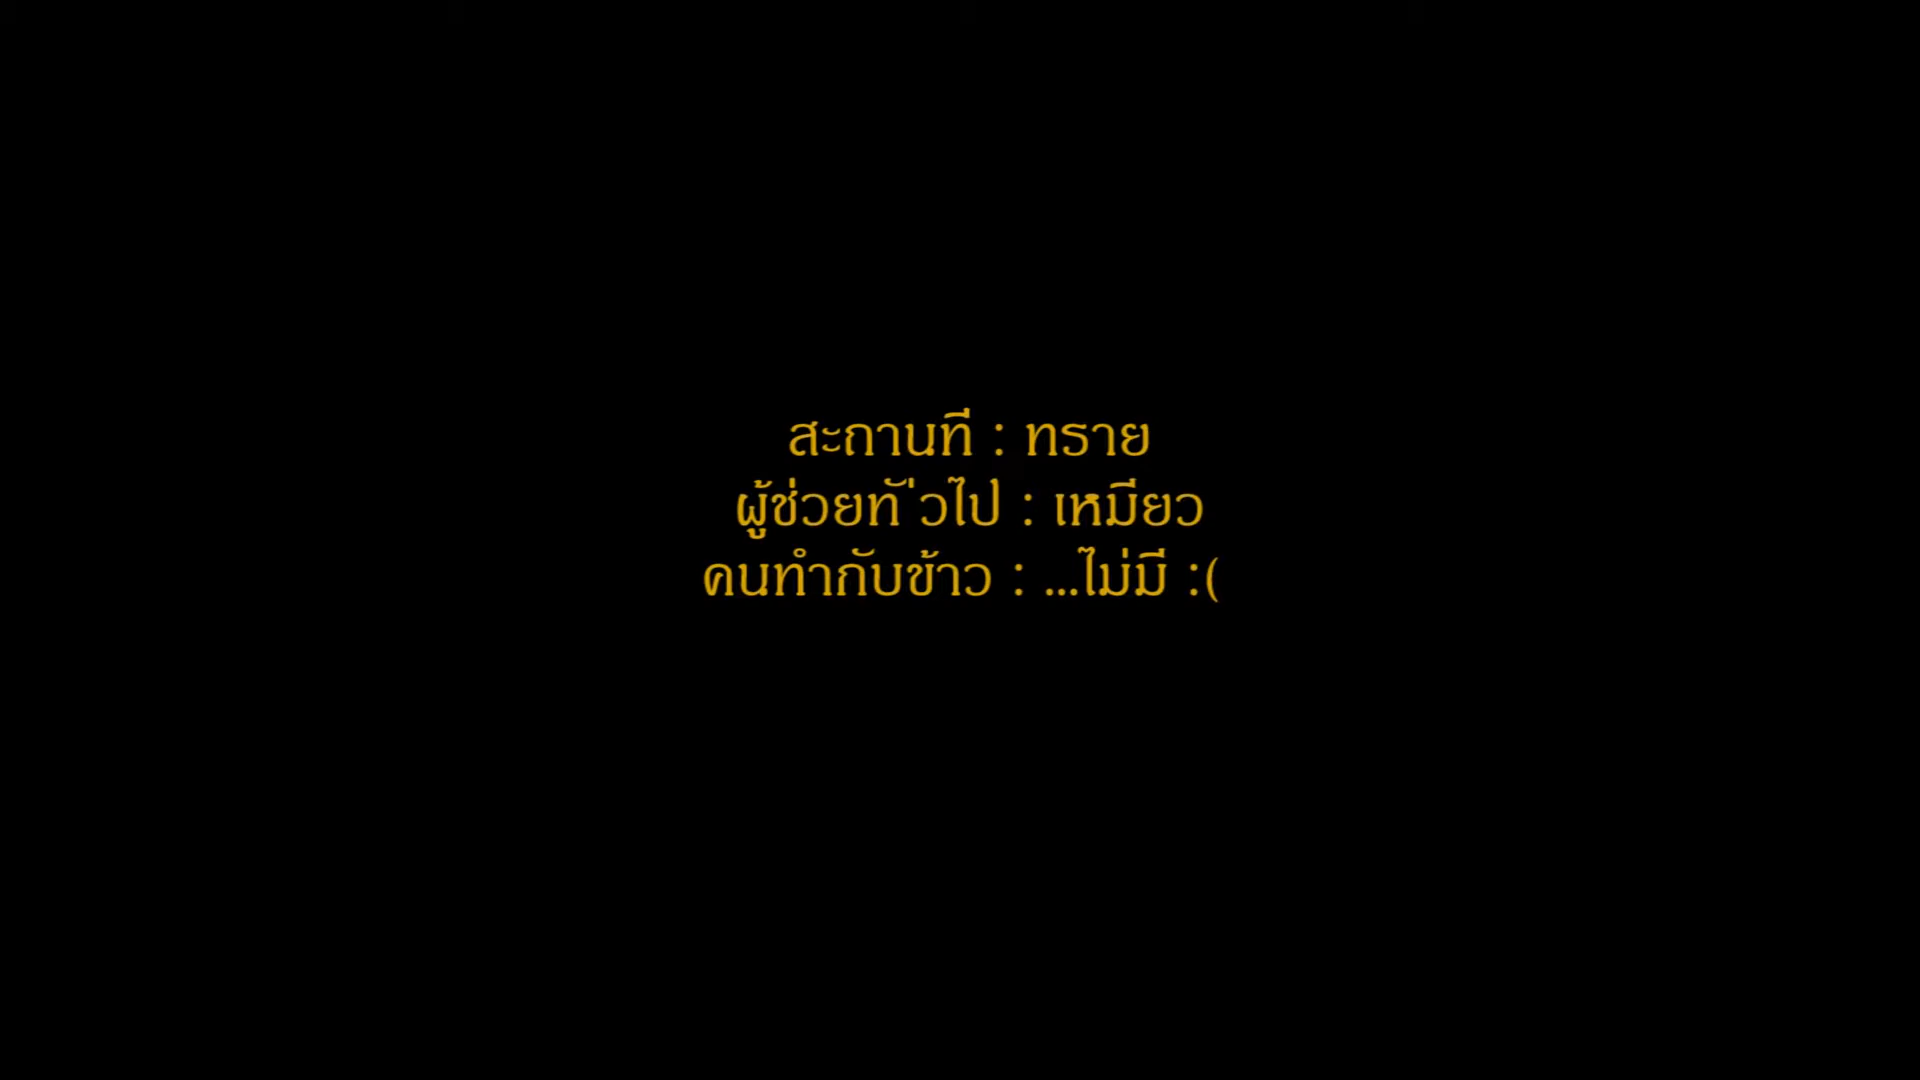 สะถานที : ทราย
ผู้ช่วยทั ่วไป : เหมียว
คนทำกับข้าว : ...ไม่มี :(